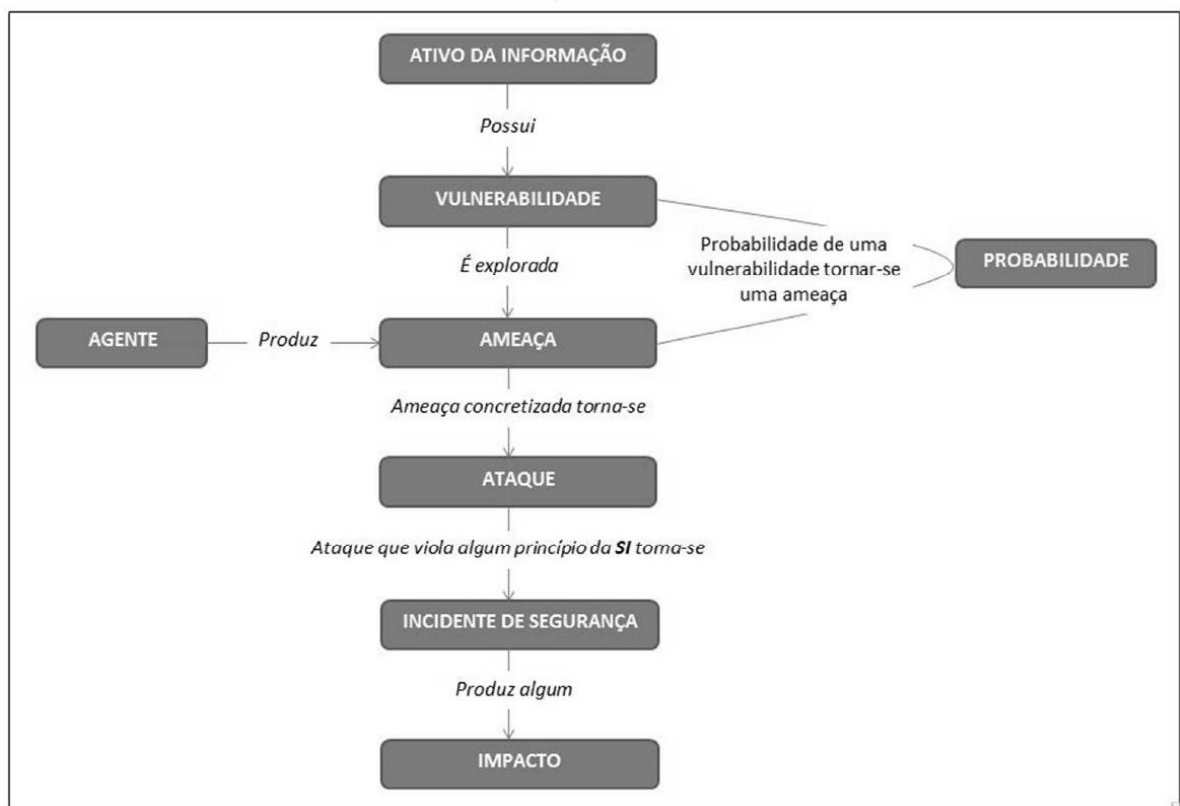 ATIVO DA INFORMAÇÃO
Possui
VULNERABILIDADE
É explorada
Probabilidade de uma
vulnerabilidade tornar-se
uma ameaça
PROBABILIDADE
AGENTE
Produz
AMEAÇA
Ameaça concretizada torna-se
ATAQUE
Ataque que viola algum princípio da SI torna-se
INCIDENTE DE SEGURANÇA
Produz algum
IMPACTO